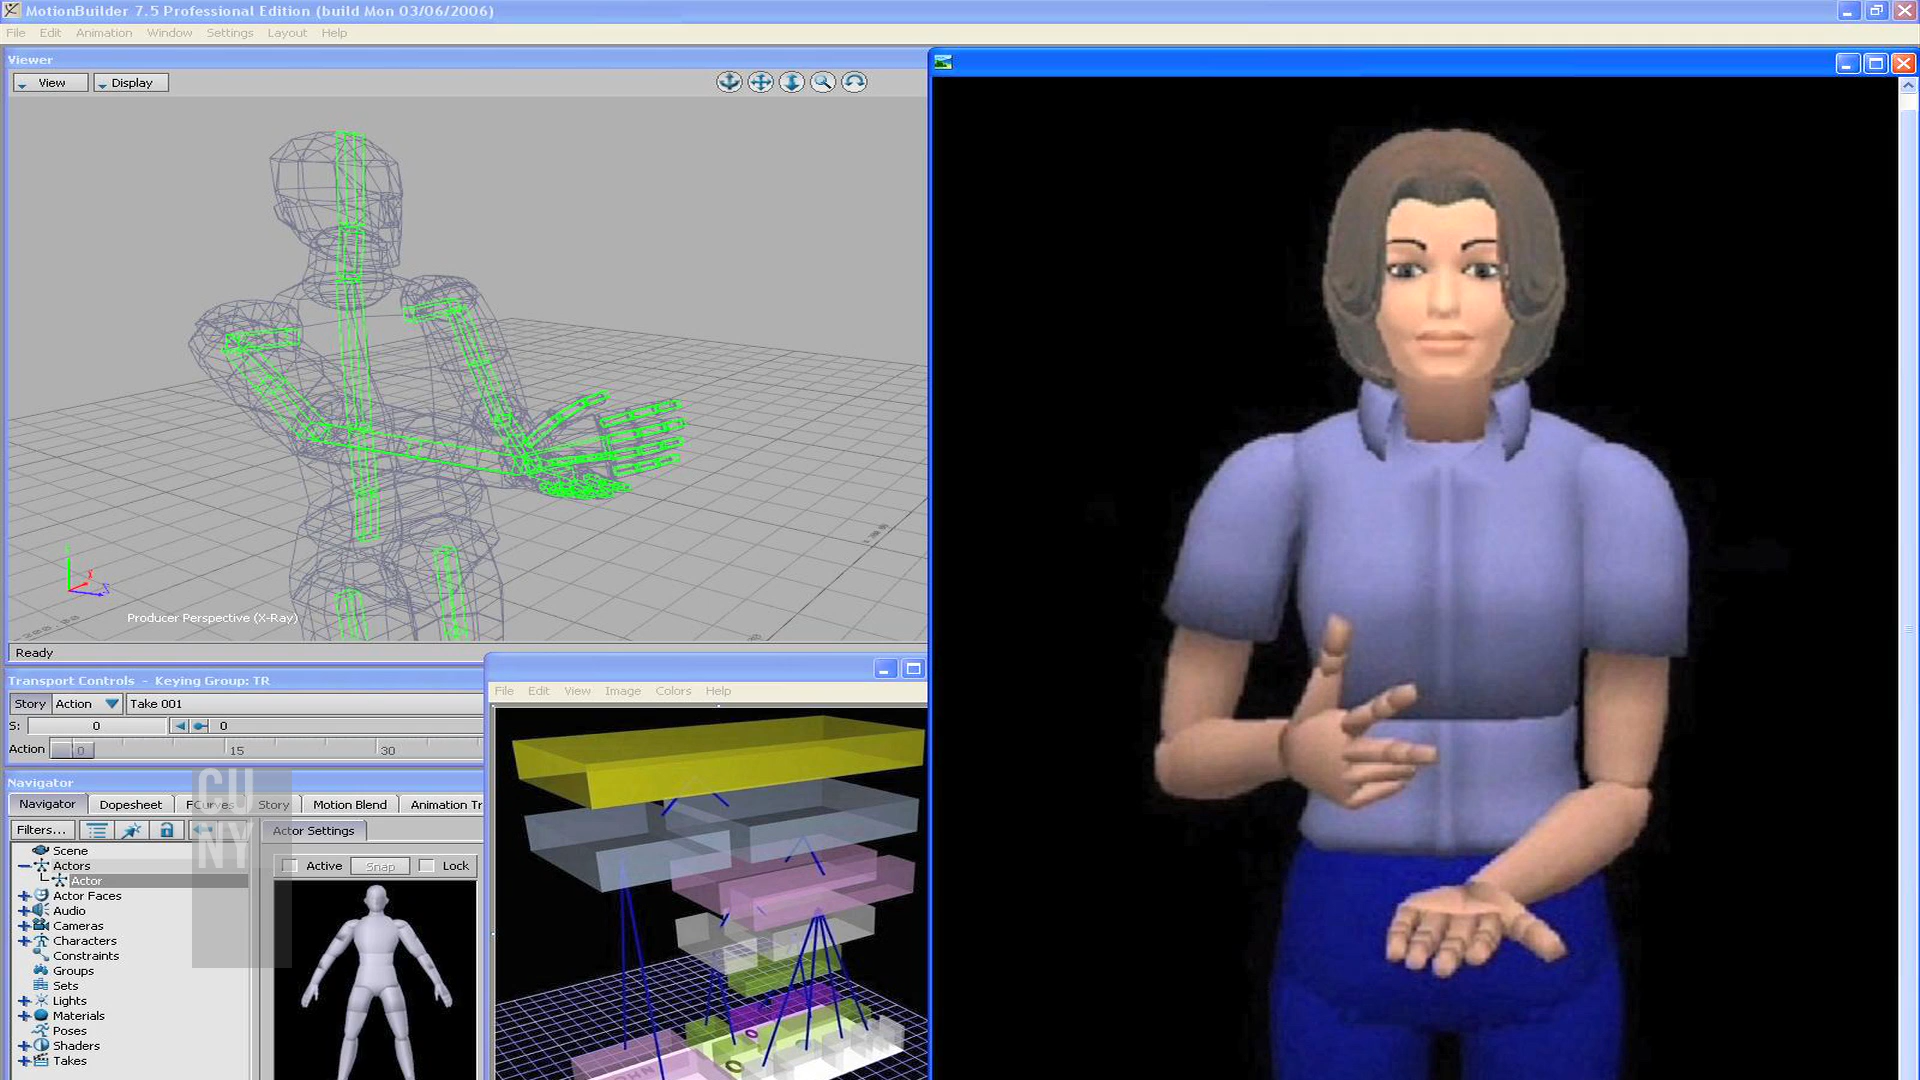 MotionBuilder 7.5 Professional Edition (build Mon 03/06/2006)
File Edit Animation Window Settings Layout Help
Viewer
View Display
Producer Perspective (X-Ray)
Ready
Transport Controls - Keying Group: TR
Story Action Take 001
S: 0 0
Action 0 15 30
Navigator
Navigator Dopesheet FCurves Story Motion Blend Animation Tr
Filters... Actor Settings
Active Snap Lock
Scene
Actors
Actor
Actor Faces
Audio
Cameras
Characters
Constraints
Groups
Sets
Lights
Materials
Poses
Shaders
Takes
File Edit View Image Colors Help
CU
NY